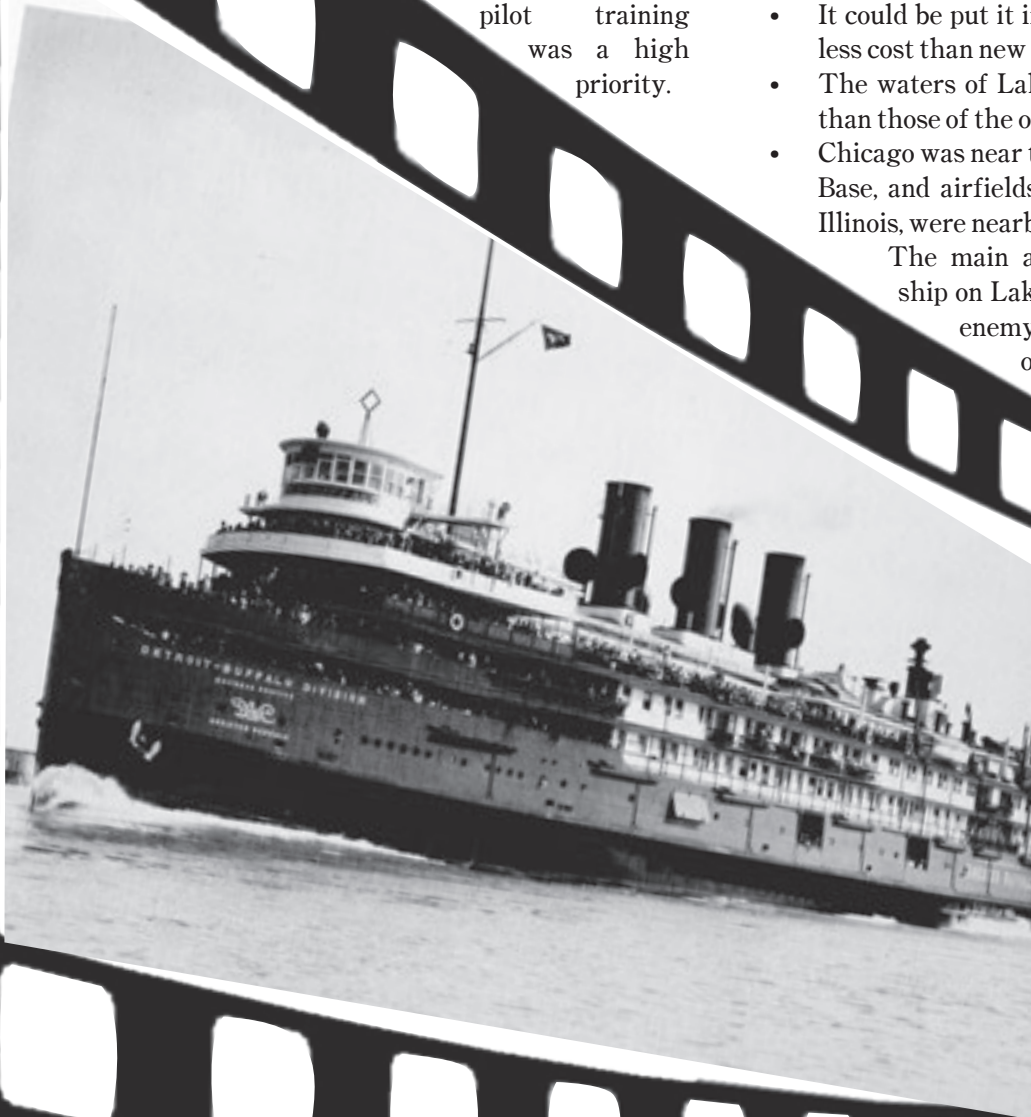 pilot training
was a high
priority.
• It could be put it i
less cost than new
• The waters of Lal
than those of the o
• Chicago was near t
Base, and airfields
Illinois, were nearb
The main a
ship on Lak
enemy
o
DETROIT-BUFFALO DIVISION
D&C